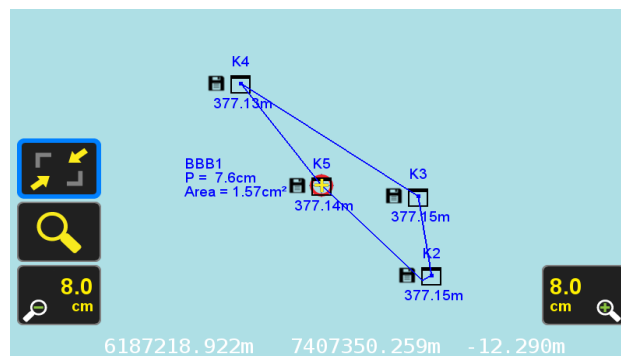 K4
377.13m
BBB1
P = 7.6cm
Area = 1.57cm²
K5
377.14m
K3
377.15m
K2
377.15m
8.0
cm
8.0
cm
6187218.922m 7407350.259m -12.290m